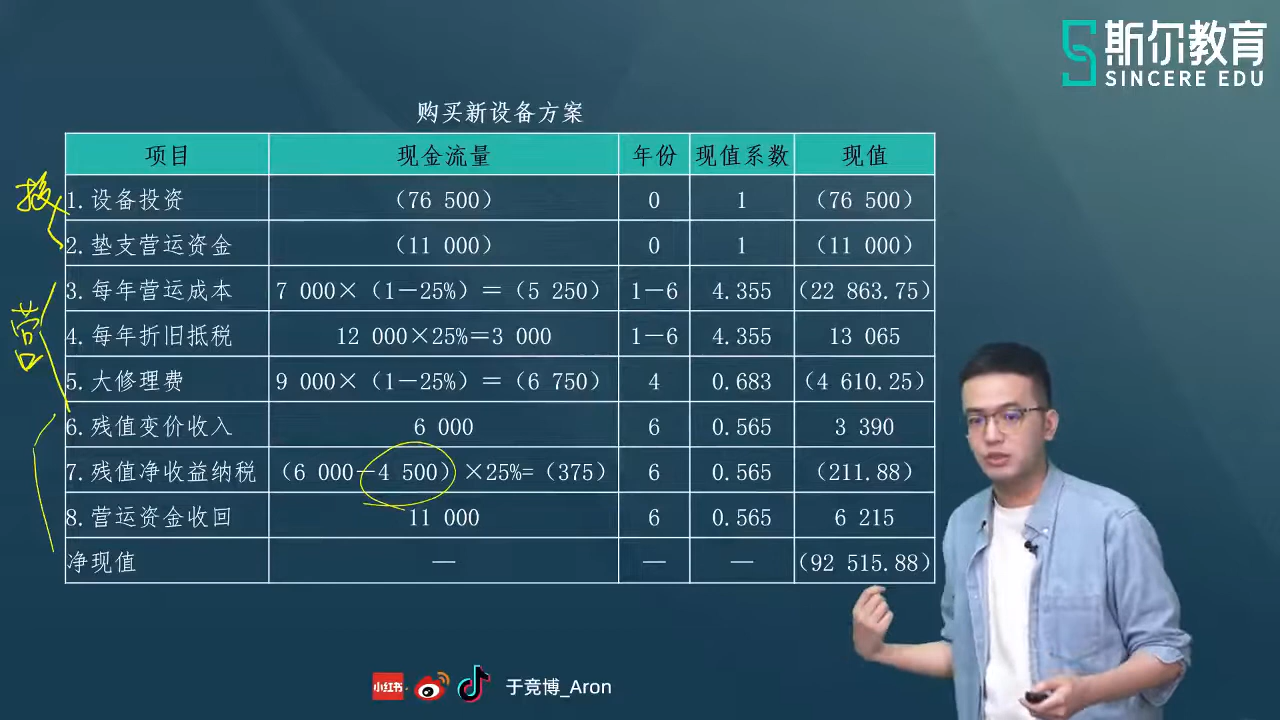 斯尔教育
SINCERE EDU
购买新设备方案
项目 现金流量 年份 现值系数 现值
投 1.设备投资 （76 500） 0 1 （76 500）
2.垫支营运资金 （11 000） 0 1 （11 000）
3.每年营运成本 7 000×（1－25%）＝（5 250） 1－6 4.355 （22 863.75）
营 4.每年折旧抵税 12 000×25%＝3 000 1－6 4.355 13 065
5.大修理费 9 000×（1－25%）＝（6 750） 4 0.683 （4 610.25）
6.残值变价收入 6 000 6 0.565 3 390
7.残值净收益纳税 （6 000－4 500）×25%=（375） 6 0.565 （211.88）
8.营运资金收回 11 000 6 0.565 6 215
净现值 — — — （92 515.88）
小红书 于竞博_Aron